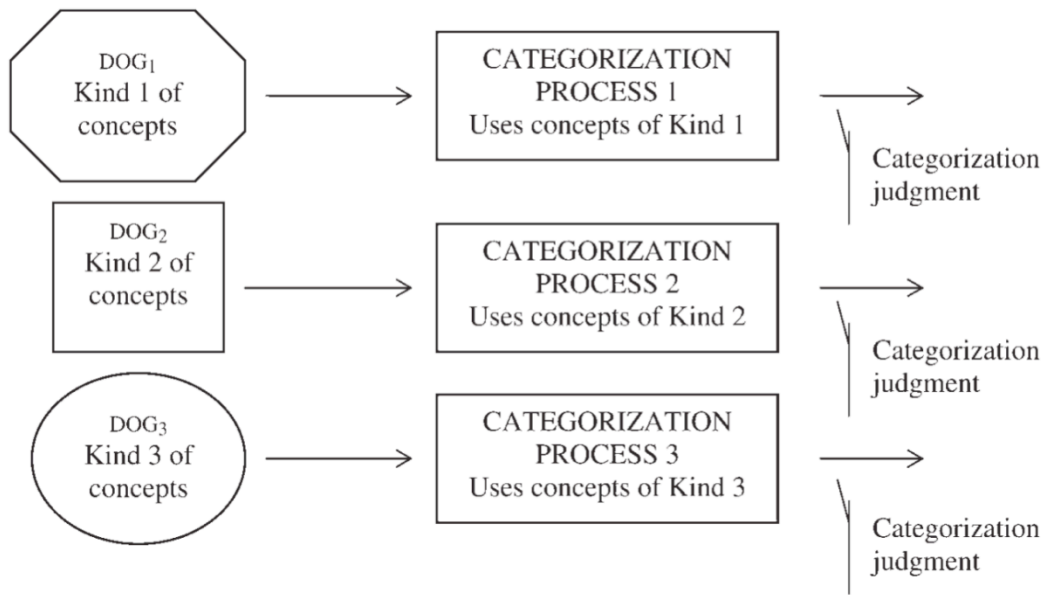 DOG₁
Kind 1 of
concepts
CATEGORIZATION
PROCESS 1
Uses concepts of Kind 1
Categorization
judgment
DOG₂
Kind 2 of
concepts
CATEGORIZATION
PROCESS 2
Uses concepts of Kind 2
Categorization
judgment
DOG₃
Kind 3 of
concepts
CATEGORIZATION
PROCESS 3
Uses concepts of Kind 3
Categorization
judgment